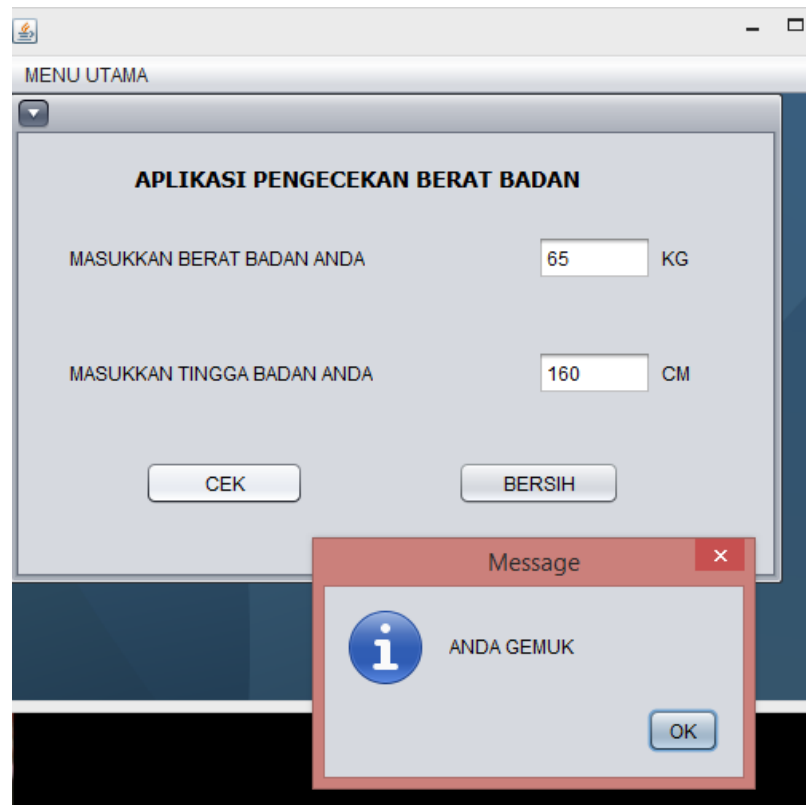 MENU UTAMA
APLIKASI PENGECEKAN BERAT BADAN
MASUKKAN BERAT BADAN ANDA 65 KG
MASUKKAN TINGGA BADAN ANDA 160 CM
CEK BERSIH
Message
ANDA GEMUK
OK